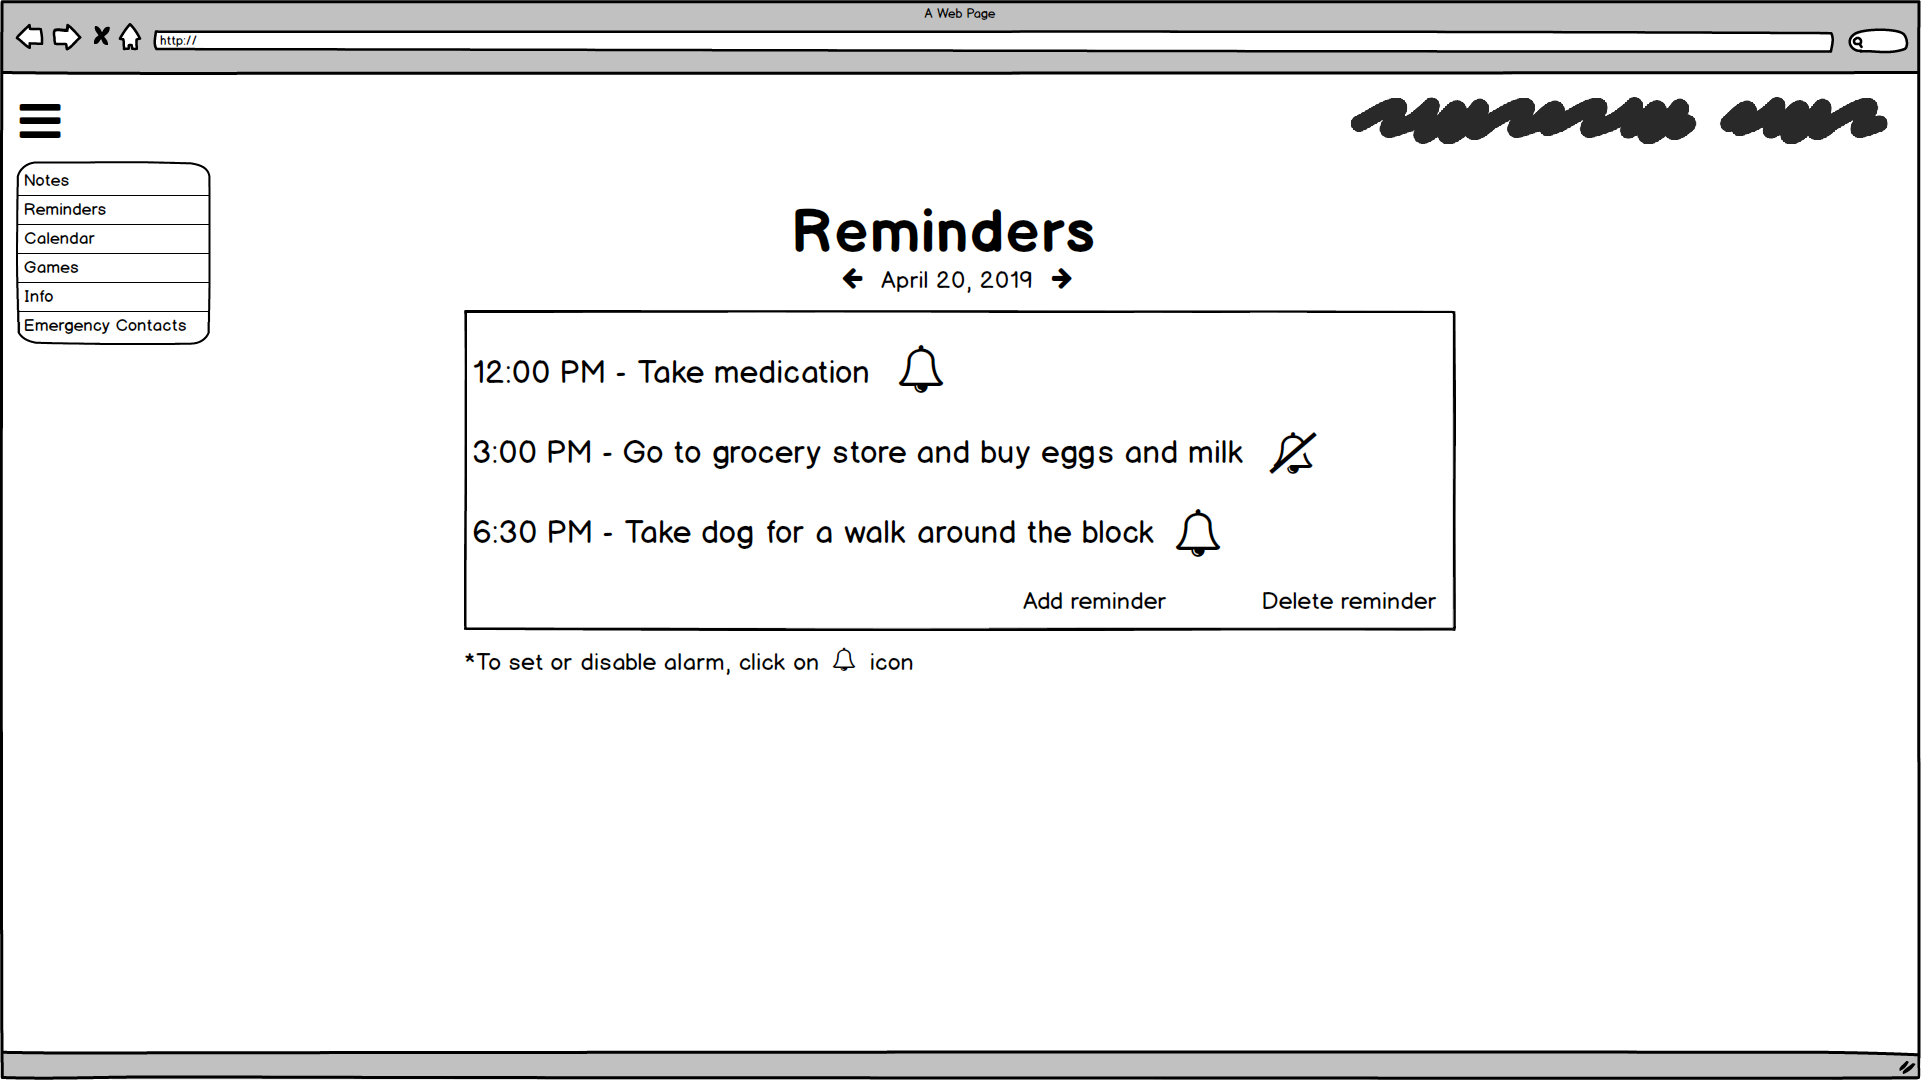 A Web Page
http://
Notes
Reminders
Calendar
Games
Info
Emergency Contacts
Reminders
April 20, 2019
12:00 PM - Take medication
3:00 PM - Go to grocery store and buy eggs and milk
6:30 PM - Take dog for a walk around the block
Add reminder Delete reminder
*To set or disable alarm, click on icon